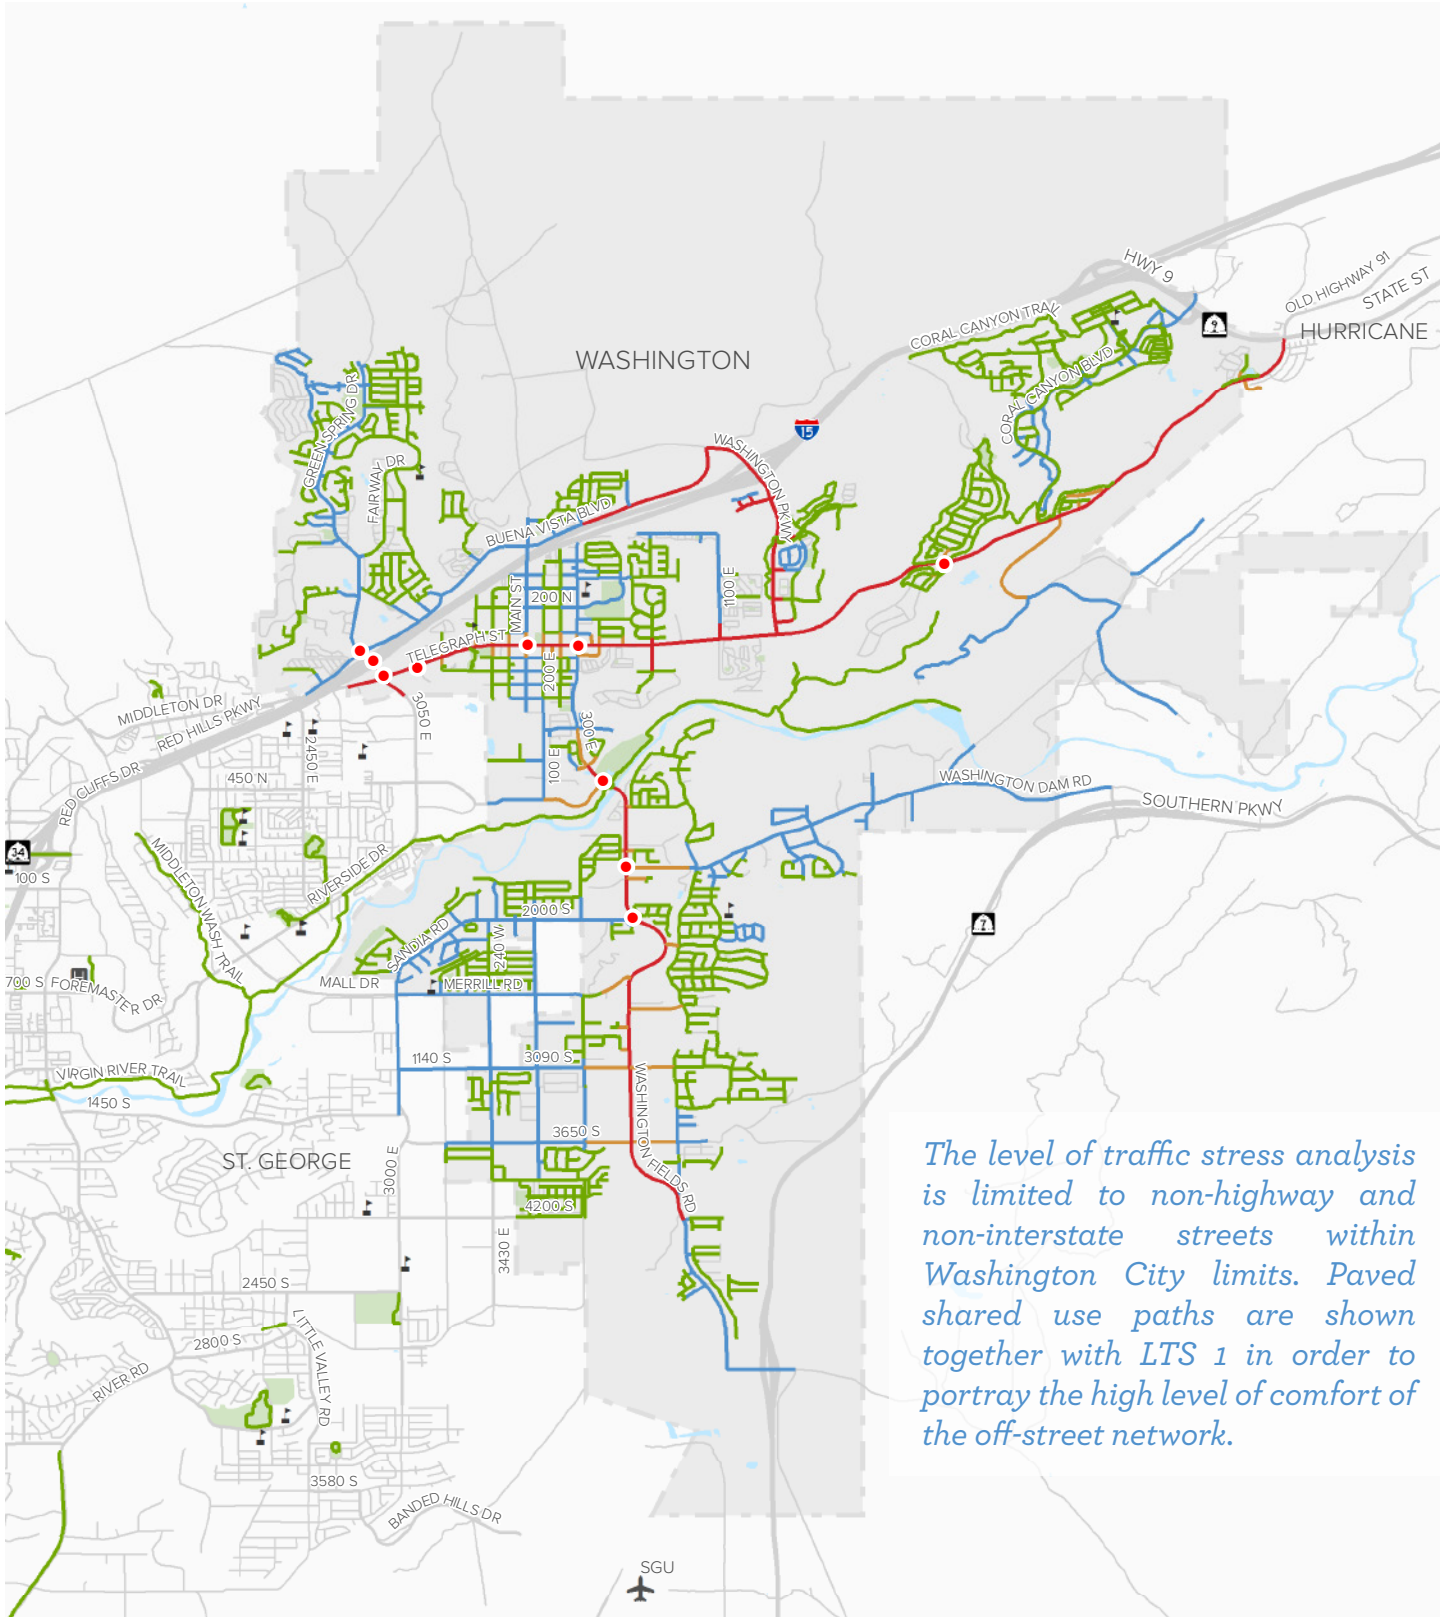 HWY 9
OLD HIGHWAY 91
STATE ST
CORAL CANYON TRAIL
9
HURRICANE
WASHINGTON
CORAL CANYON BLVD
GREEN SPRING DR
15
WASHINGTON PKWY
FAIRWAY DR
BUENA VISTA BLVD
MAIN ST
200 N
1100 E
TELEGRAPH ST
200 E
MIDDLETON DR
RED HILLS PKWY
3050 E
300 E
2450 E
RED CLIFFS DR
450 N
100 E
WASHINGTON DAM RD
SOUTHERN PKWY
34
100 S
MIDDLETON WASH TRAIL
RIVERSIDE DR
2000 S
SANDIA RD
240 W
7
700 S
FOREMASTER DR
MALL DR
MERRILL RD
1140 S
3090 S
VIRGIN RIVER TRAIL
1450 S
WASHINGTON FIELDS RD
3650 S
ST. GEORGE
3000 E
4200 S
3430 E
2450 S
2800 S
LITTLE VALLEY RD
RIVER RD
3580 S
BANDED HILLS DR
SGU
The level of traffic stress analysis
is limited to non-highway and
non-interstate streets within
Washington City limits. Paved
shared use paths are shown
together with LTS 1 in order to
portray the high level of comfort of
the off-street network.